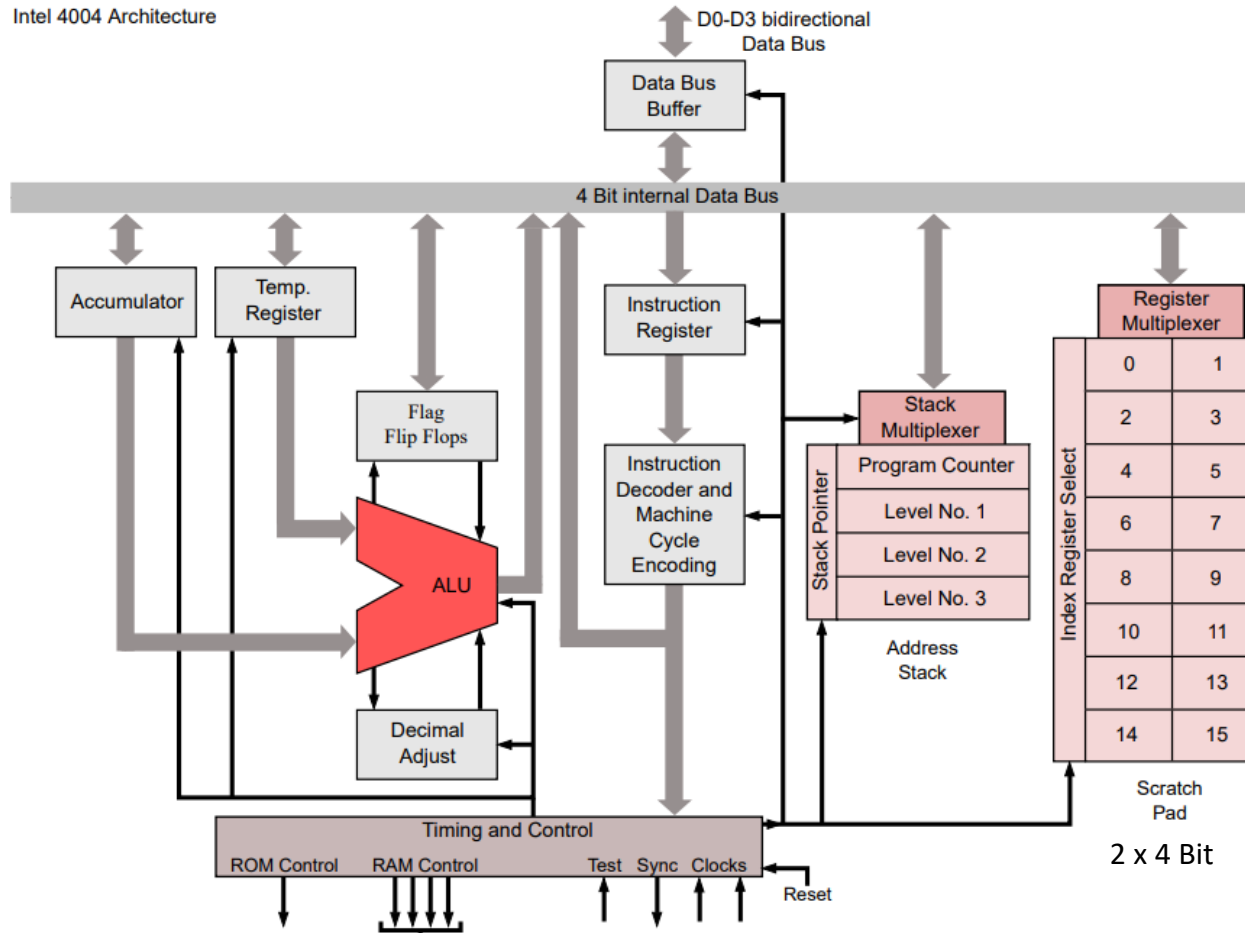 Intel 4004 Architecture
D0-D3 bidirectional
Data Bus
Data Bus
Buffer
4 Bit internal Data Bus
Accumulator
Temp.
Register
Instruction
Register
Register
Multiplexer
Flag
Flip Flops
Stack
Multiplexer
Instruction
Decoder and
Machine
Cycle
Encoding
Stack Pointer
Program Counter
Level No. 1
Level No. 2
Level No. 3
Address
Stack
Index Register Select
0 1
2 3
4 5
6 7
8 9
10 11
12 13
14 15
Scratch
Pad
2 x 4 Bit
ALU
Decimal
Adjust
Timing and Control
ROM Control RAM Control Test Sync Clocks
Reset